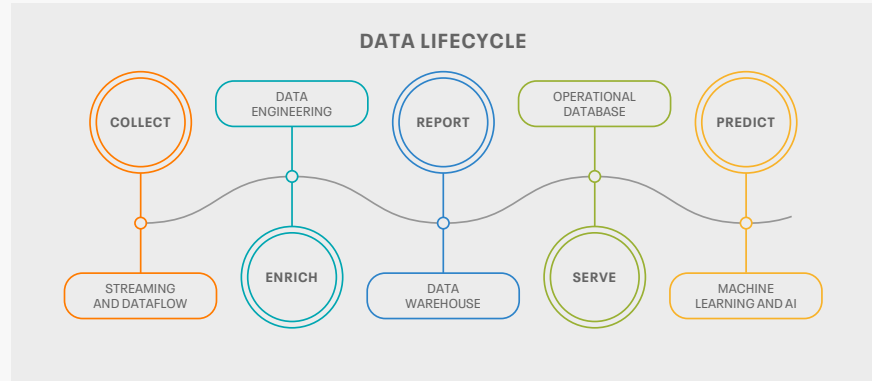 DATA LIFECYCLE
COLLECT
STREAMING
AND DATAFLOW
DATA
ENGINEERING
ENRICH
REPORT
DATA
WAREHOUSE
OPERATIONAL
DATABASE
SERVE
PREDICT
MACHINE
LEARNING AND AI